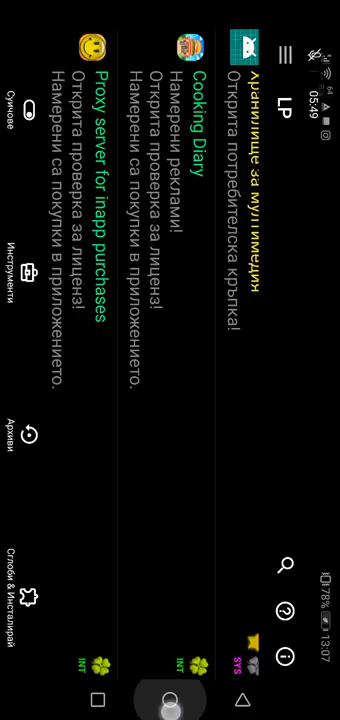 05:49
64
78%
13:07
LP
Хранилище за мултимедия
Открита потребителска кръпка!
SYS
Cooking Diary
Намерени реклами!
Открита проверка за лиценз!
Намерени са покупки в приложението.
INT
Proxy server for inapp purchases
Открита проверка за лиценз!
Намерени са покупки в приложението.
INT
Суичове
Инструменти
Архиви
Сглоби & Инсталирай